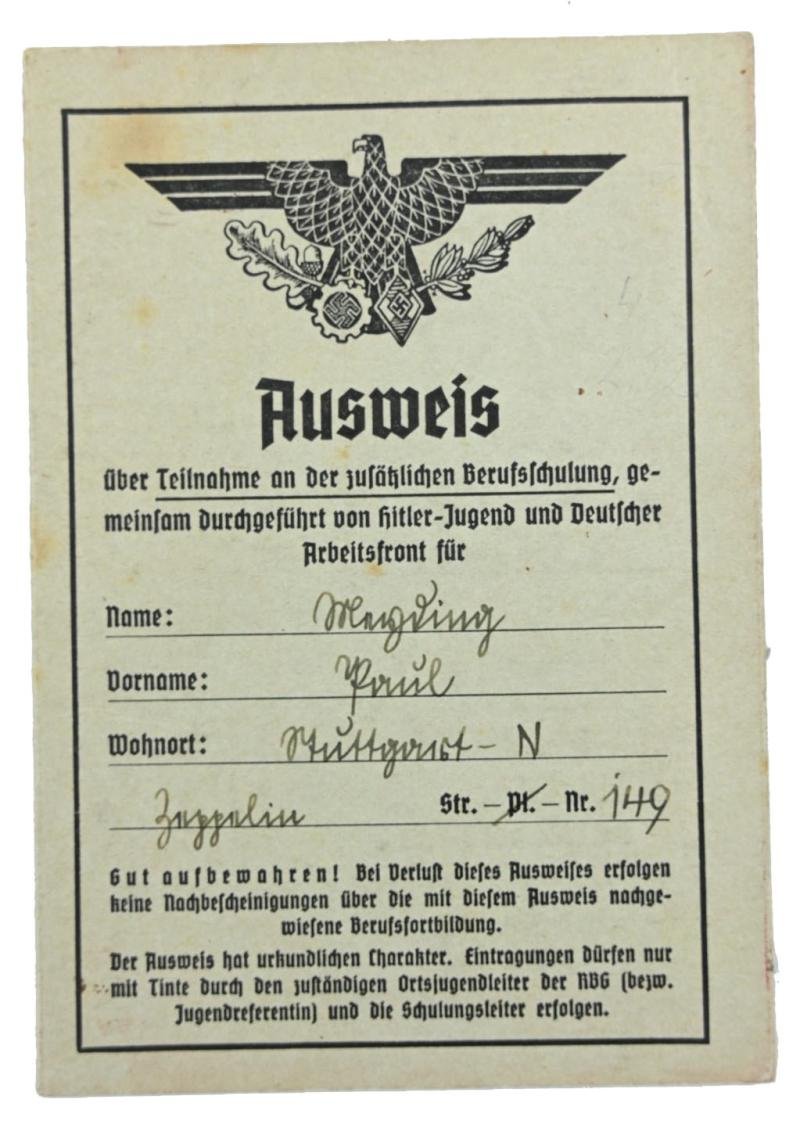 Ausweis
über Teilnahme an der zusätzlichen Berufsschulung, ge-
meinsam durchgeführt von Hitler-Jugend und Deutscher
Arbeitsfront für
Name: Meyding
Vorname: Paul
Wohnort: Stuttgart - N
Zeppelin Str. - Pl. - Nr. 149
Gut aufbewahren! Bei Verlust dieses Ausweises erfolgen
keine Nachbescheinigungen über die mit diesem Ausweis nachge-
wiesene Berufsfortbildung.
Der Ausweis hat urkundlichen Charakter. Eintragungen dürfen nur
mit Tinte durch den zuständigen Ortsjugendleiter der RBG (bezw.
Jugendreferentin) und die Schulungsleiter erfolgen.